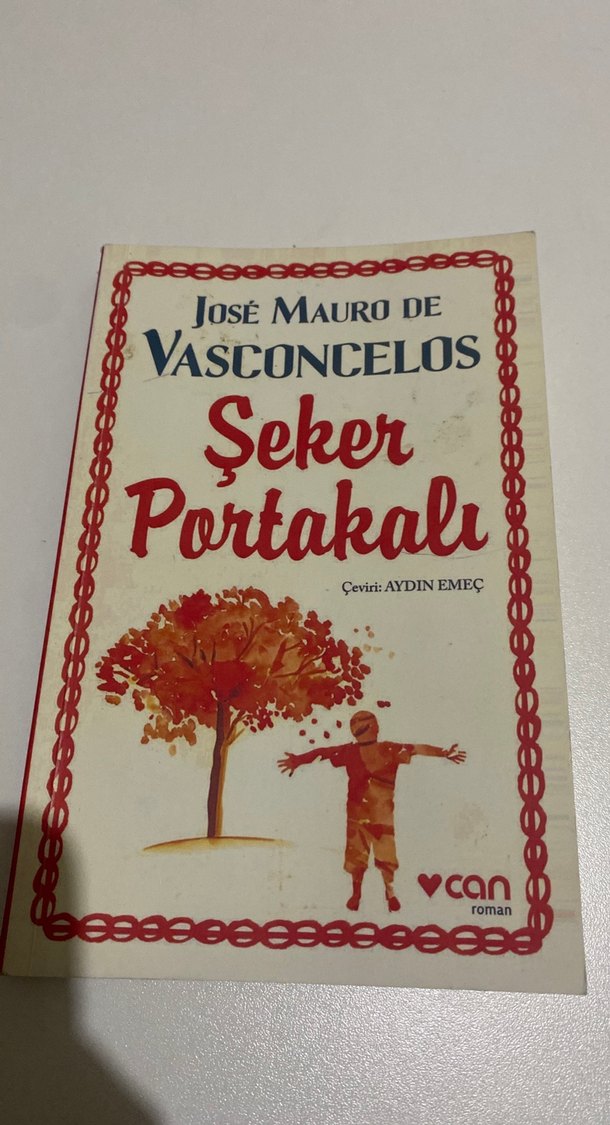 JOSÉ MAURO DE
VASCONCELOS
Şeker
Portakalı
Çeviri: AYDIN EMEÇ
can
roman